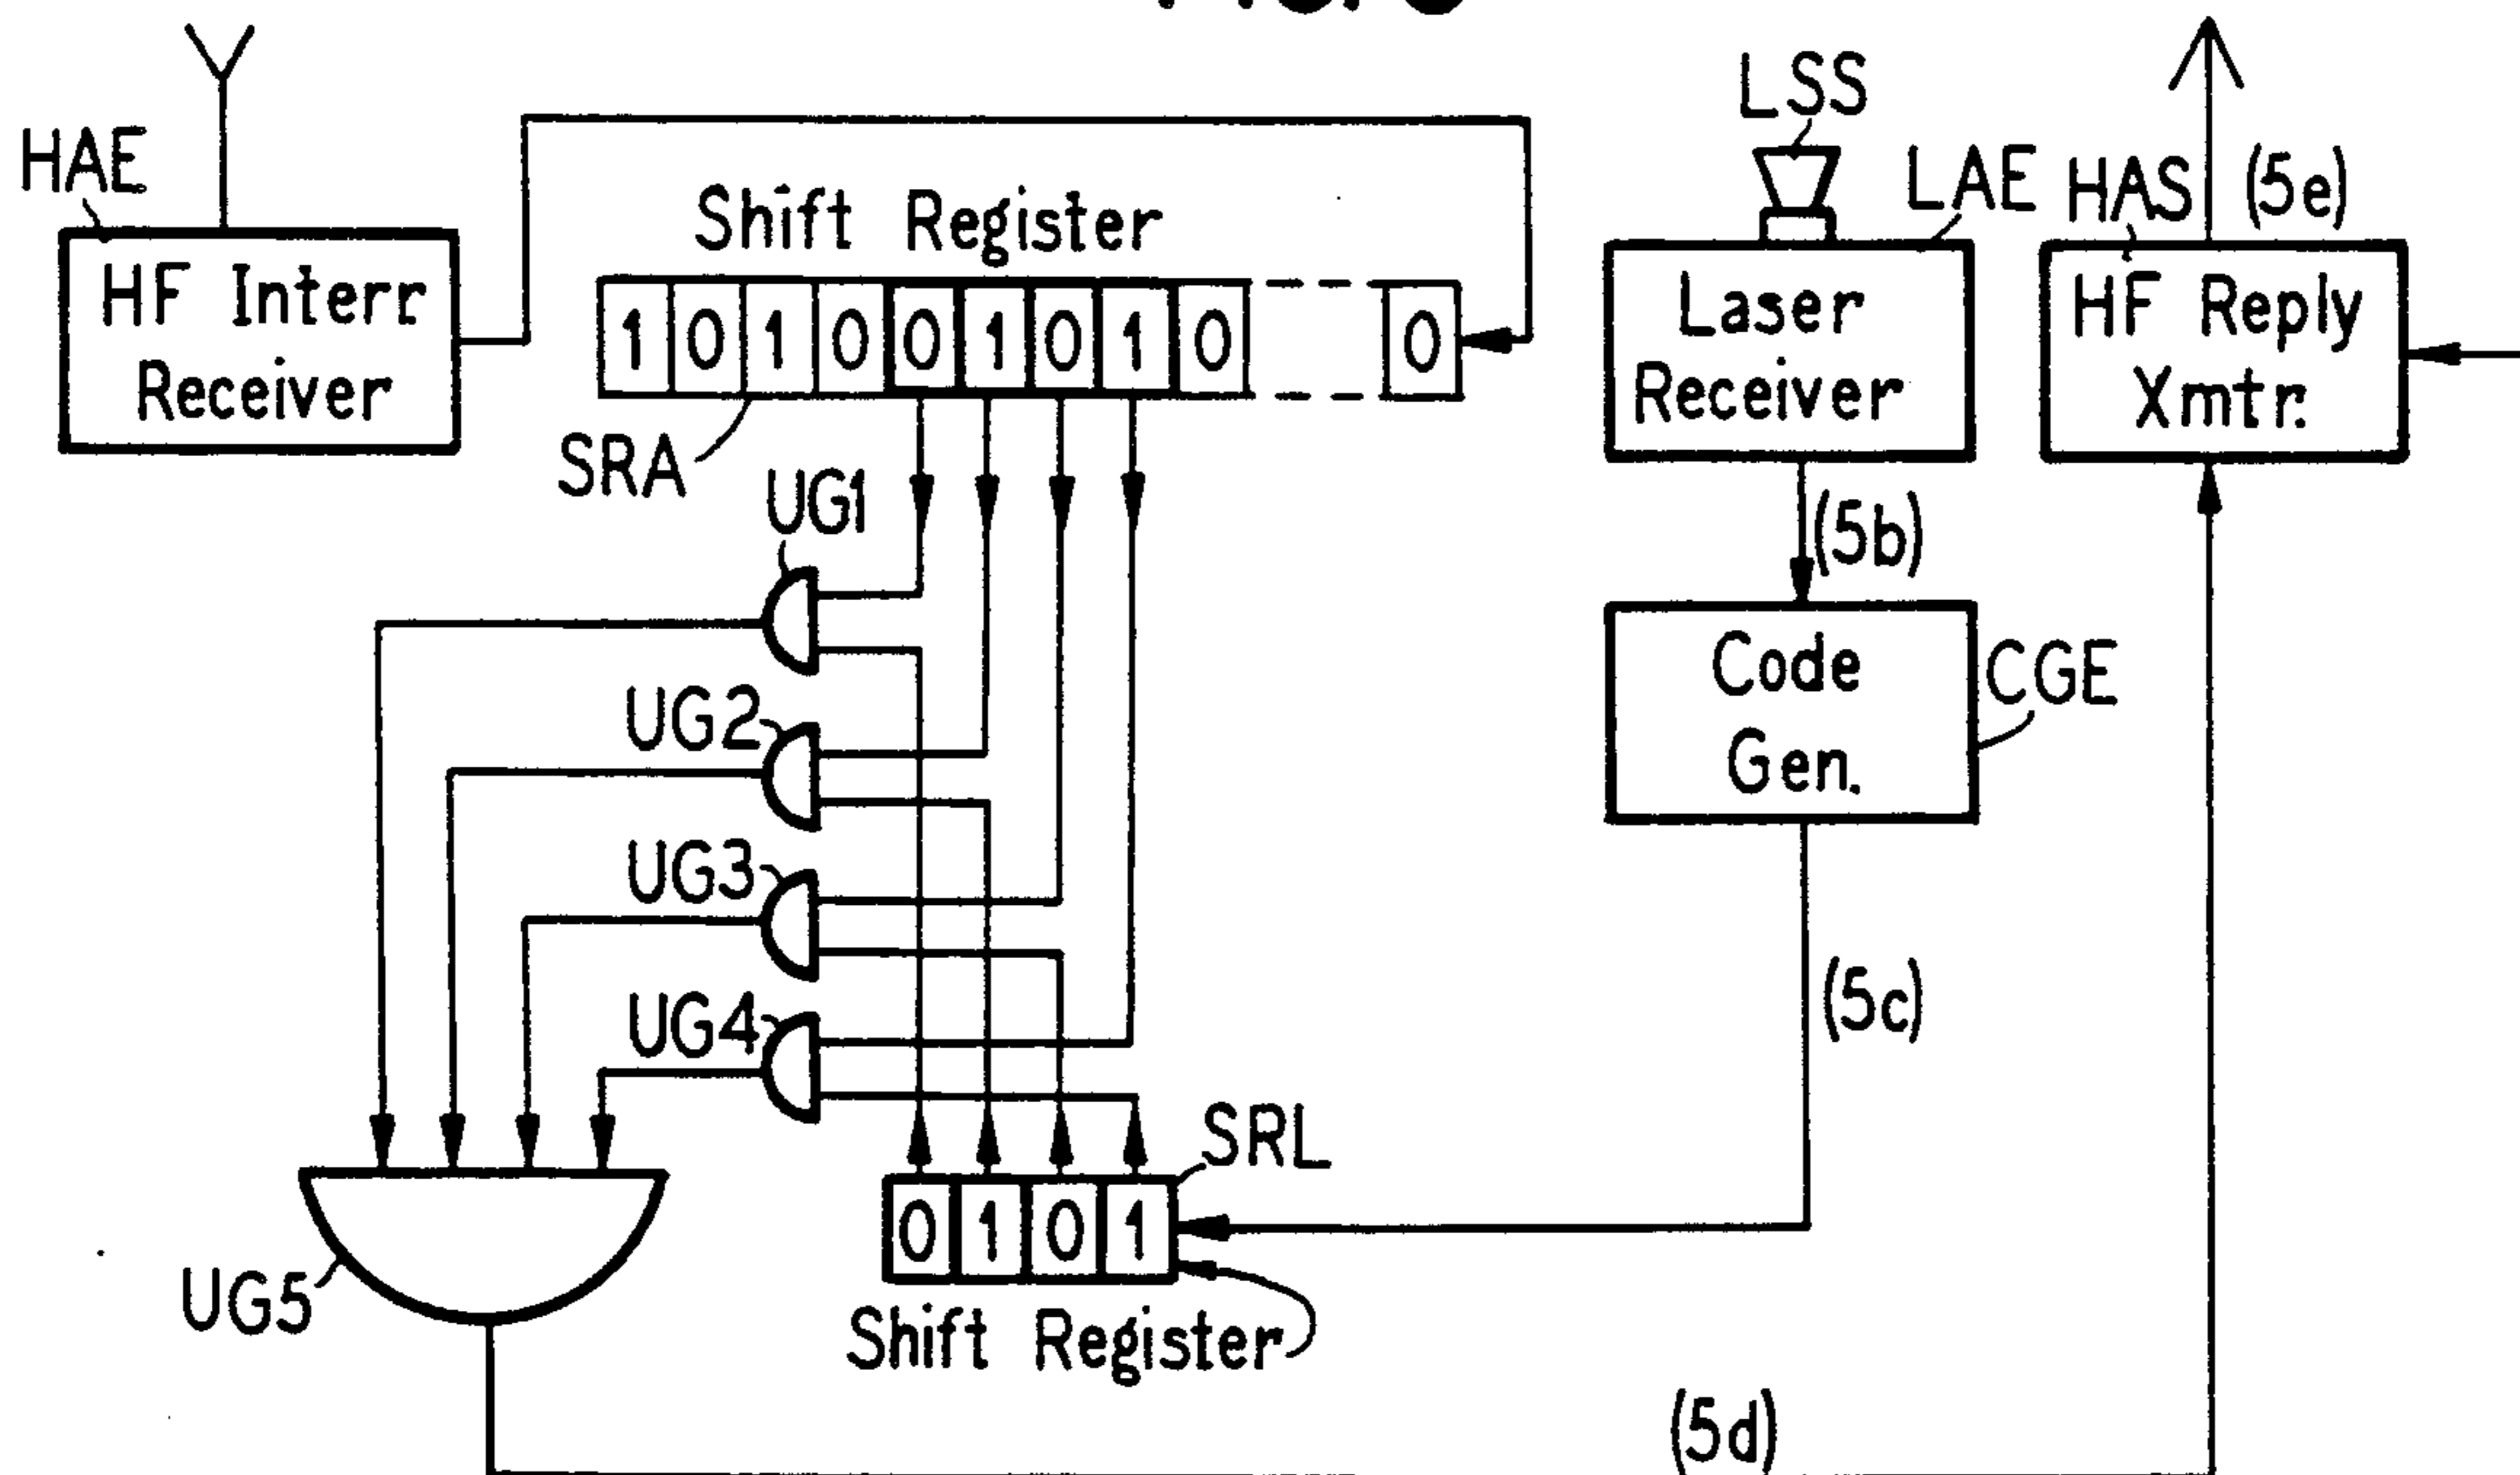 LSS
HAE
LAE
HAS
(5e)
Shift Register
HF Interr.
Receiver
1 0 1 0 0 1 0 1 0 0
Laser
Receiver
HF Reply
Xmtr.
SRA
UG1
(5b)
UG2
Code
Gen.
CGE
UG3
UG4
(5c)
SRL
0 1 0 1
UG5
Shift Register
(5d)